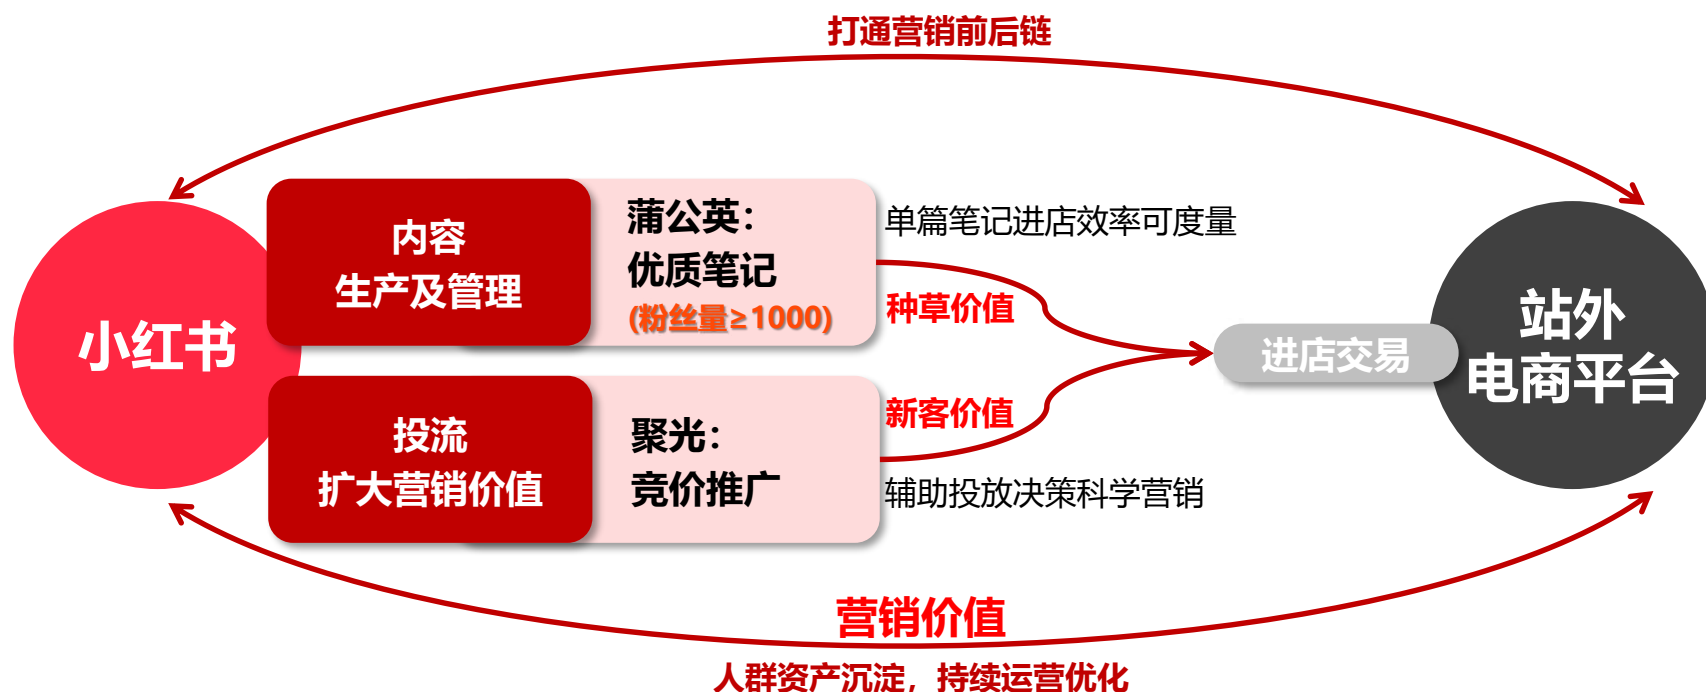 打通营销前后链
小红书
内容
生产及管理
蒲公英：
优质笔记
(粉丝量≥1000)
单篇笔记进店效率可度量
种草价值
投流
扩大营销价值
聚光：
竞价推广
新客价值
辅助投放决策科学营销
进店交易
站外
电商平台
营销价值
人群资产沉淀，持续运营优化